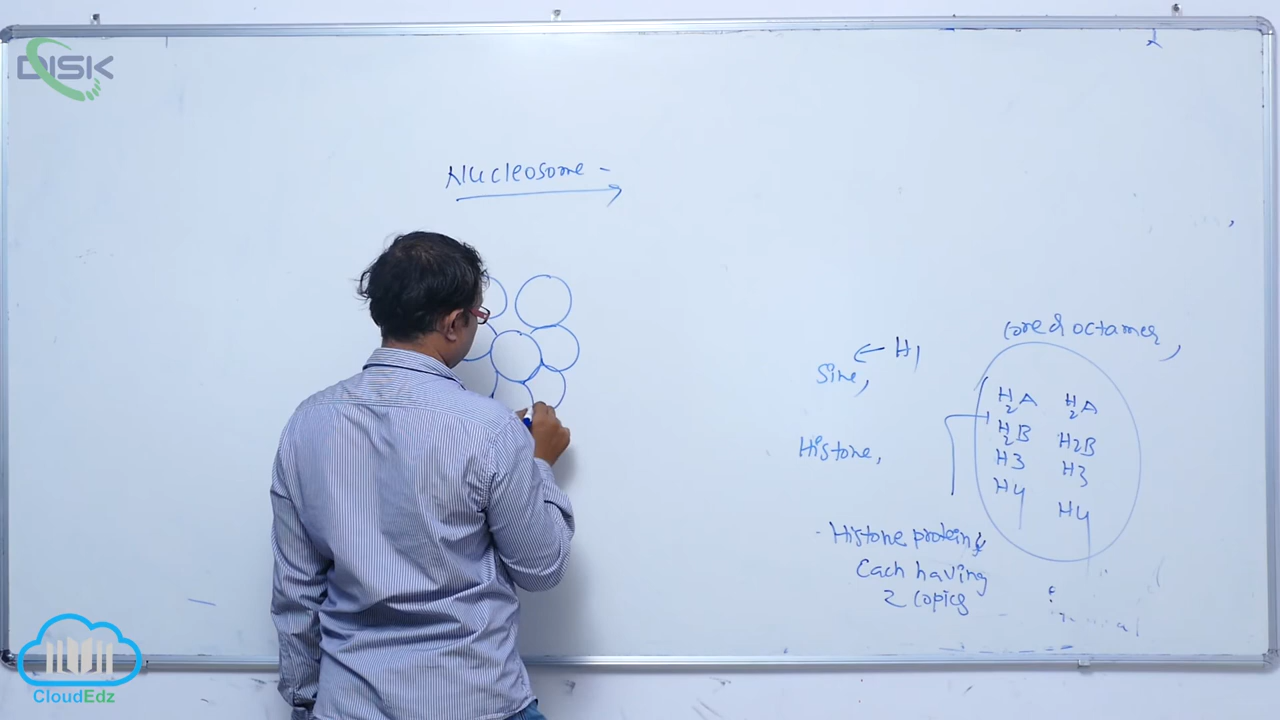 DISK
Nucleosome -
Core octamer,
H1
Sine,
H2A H2A
H2B H2B
H3 H3
H4 H4
Histone,
- Histone protein
Each having
2 copies
CloudEdz